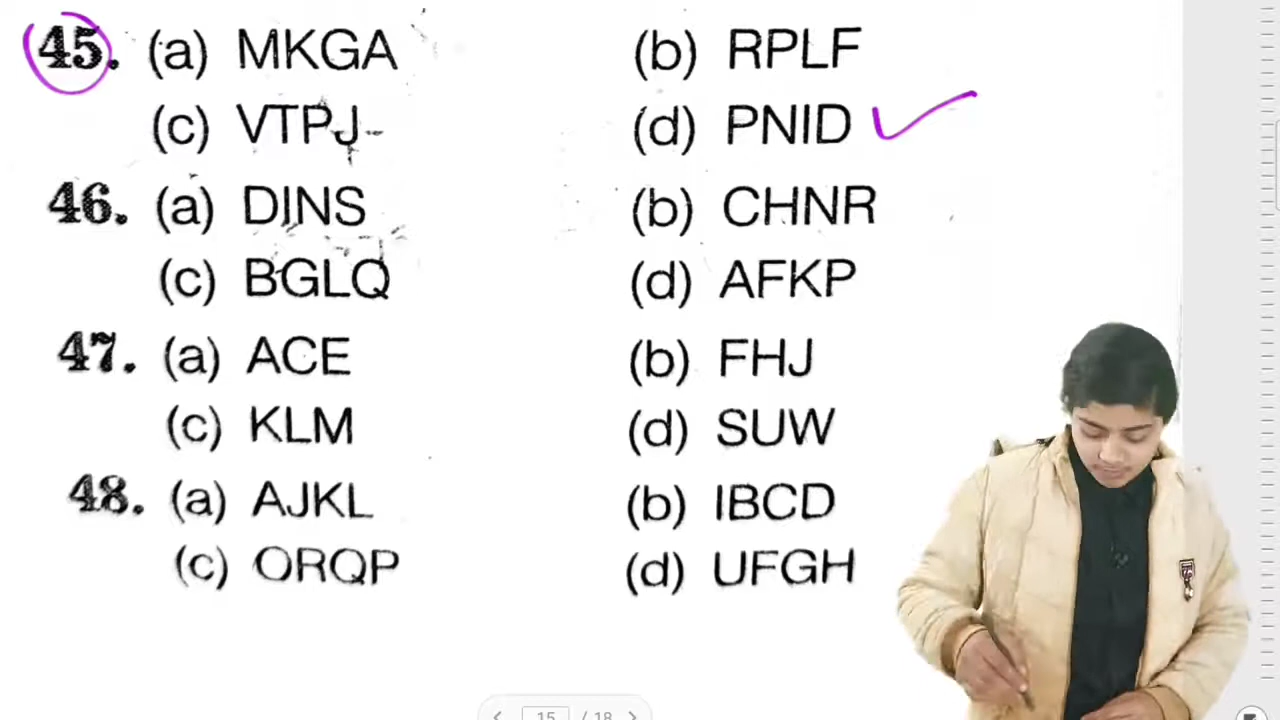 45. (a) MKGA (b) RPLF
(c) VTPJ (d) PNID
46. (a) DINS (b) CHNR
(c) BGLQ (d) AFKP
47. (a) ACE (b) FHJ
(c) KLM (d) SUW
48. (a) AJKL (b) IBCD
(c) ORQP (d) UFGH
15 / 18